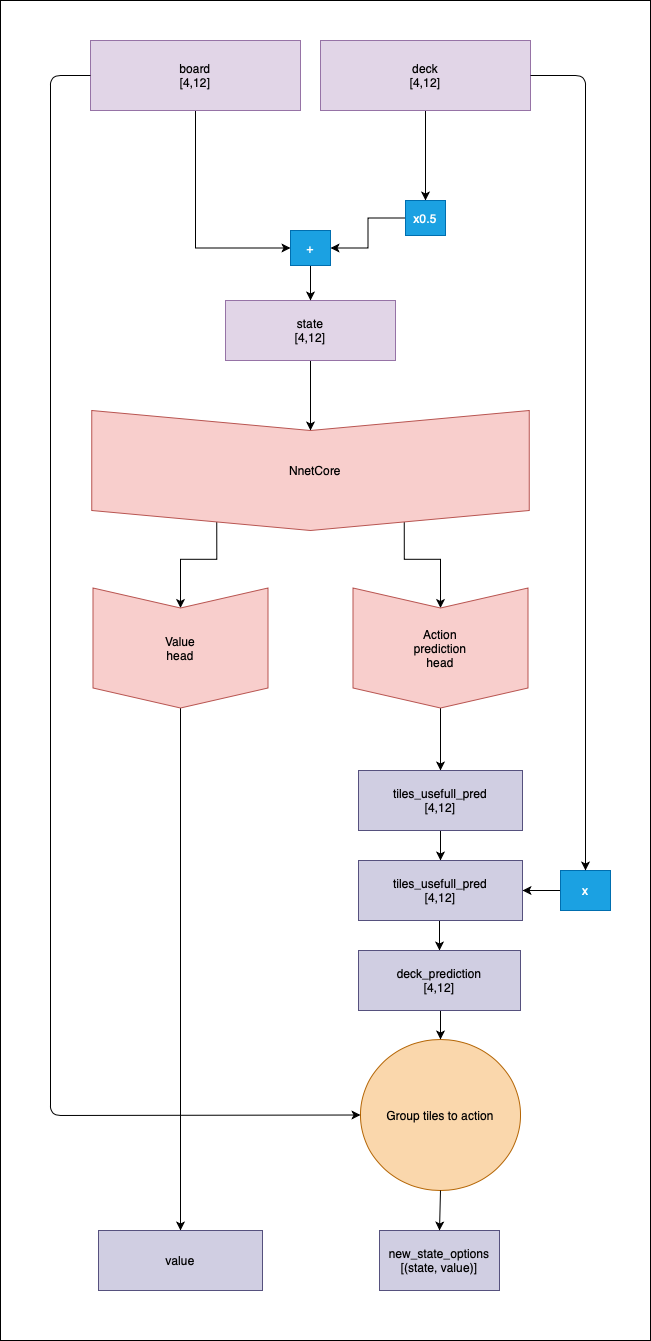 board
[4,12]
deck
[4,12]
x0.5
+
state
[4,12]
NnetCore
Value
head
Action
prediction
head
tiles_usefull_pred
[4,12]
tiles_usefull_pred
[4,12]
x
deck_prediction
[4,12]
Group tiles to action
value
new_state_options
[(state, value)]